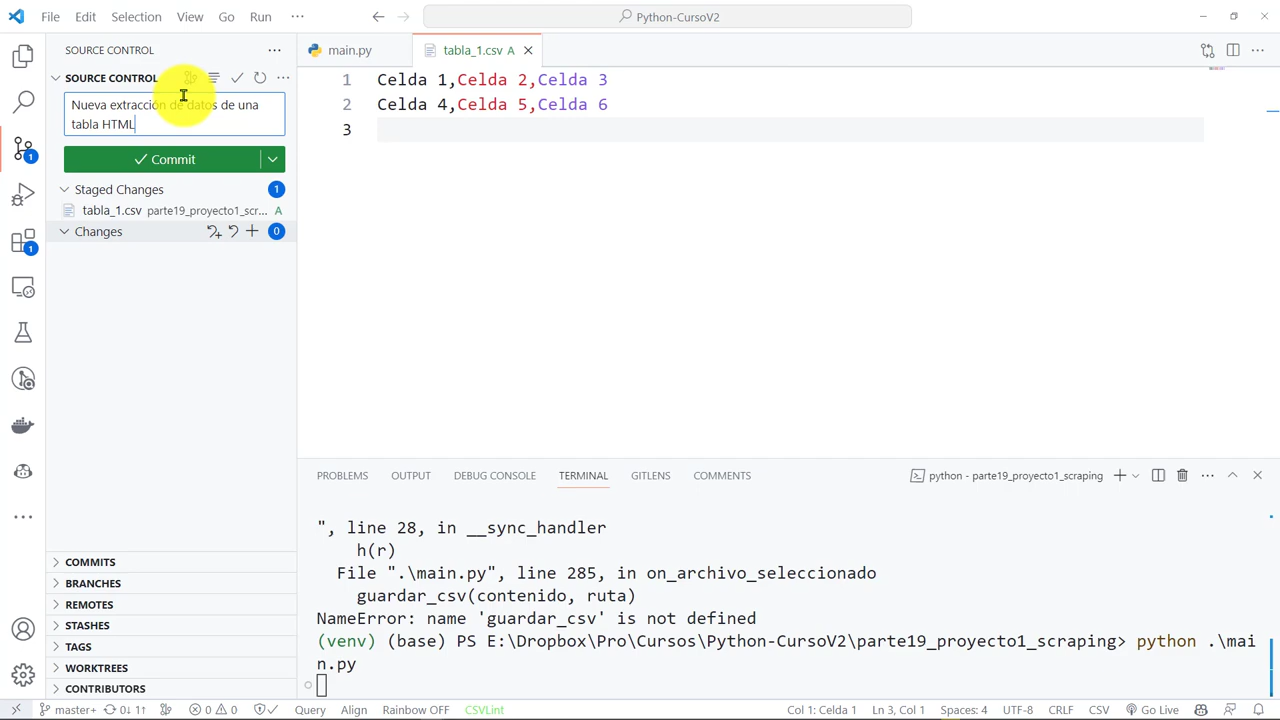 File Edit Selection View Go Run ···
Python-CursoV2
SOURCE CONTROL
main.py
tabla_1.csv A
SOURCE CONTROL
Nueva extracción de datos de una
tabla HTML
Commit
Staged Changes 1
tabla_1.csv parte19_proyecto1_scr... A
Changes 0
1
1
1 Celda 1,Celda 2,Celda 3
2 Celda 4,Celda 5,Celda 6
3
PROBLEMS OUTPUT DEBUG CONSOLE TERMINAL GITLENS COMMENTS
python - parte19_proyecto1_scraping
", line 28, in __sync_handler
h(r)
File ".\main.py", line 285, in on_archivo_seleccionado
guardar_csv(contenido, ruta)
NameError: name 'guardar_csv' is not defined
(venv) (base) PS E:\Dropbox\Pro\Cursos\Python-CursoV2\parte19_proyecto1_scraping> python .\mai
n.py
COMMITS
BRANCHES
REMOTES
STASHES
TAGS
WORKTREES
CONTRIBUTORS
master+ 0↓ 1↑ 0 0 Query Align Rainbow OFF CSVLint Col 1: Celda 1 Ln 3, Col 1 Spaces: 4 UTF-8 CRLF CSV Go Live